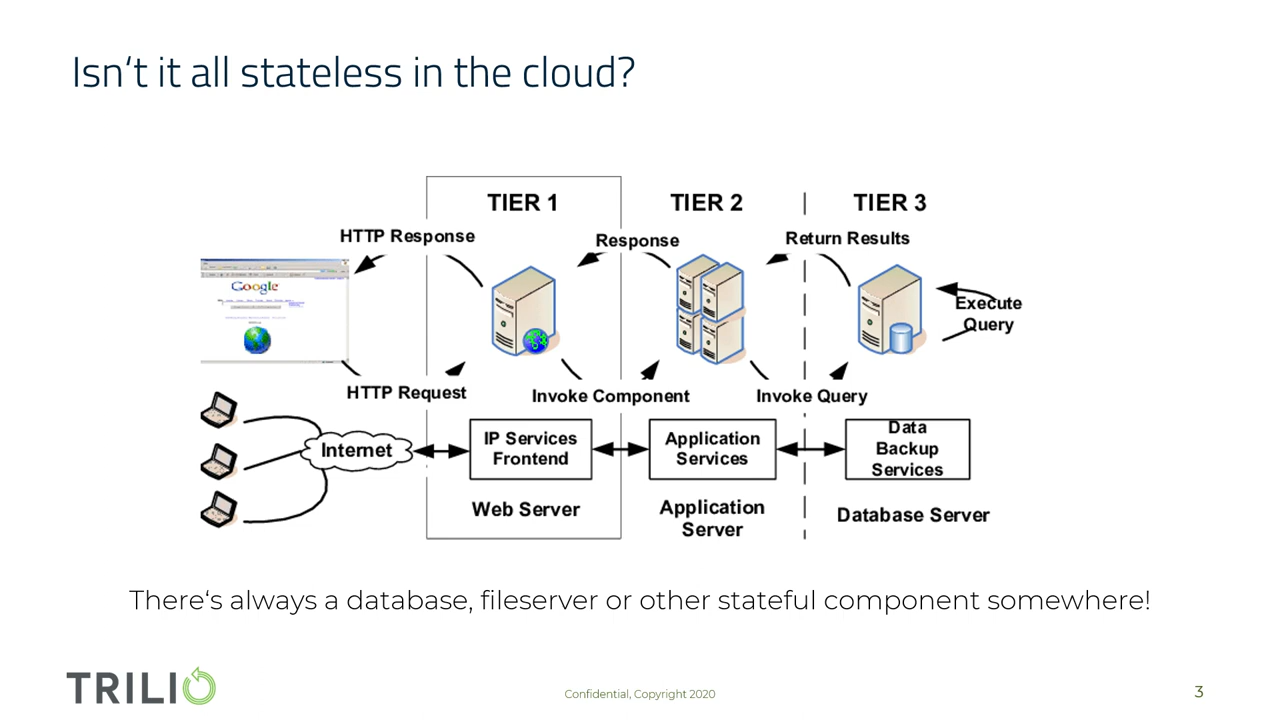 Isn‘t it all stateless in the cloud?
TIER 1
TIER 2
TIER 3
HTTP Response
Response
Return Results
Google
Execute
Query
HTTP Request
Invoke Component
Invoke Query
Internet
IP Services
Frontend
Application
Services
Data
Backup
Services
Web Server
Application
Server
Database Server
There‘s always a database, fileserver or other stateful component somewhere!
TRILIO
Confidential, Copyright 2020
3